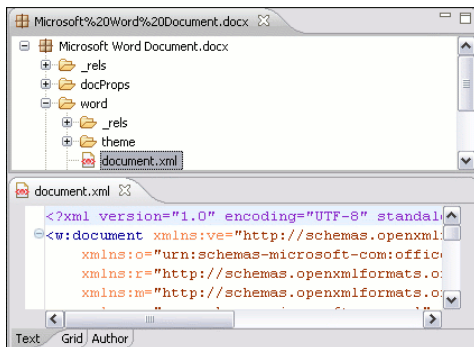 Microsoft%20Word%20Document.docx
Microsoft Word Document.docx
_rels
docProps
word
_rels
theme
document.xml
document.xml
<?xml version="1.0" encoding="UTF-8" standal
<w:document xmlns:ve="http://schemas.openxml
xmlns:o="urn:schemas-microsoft-com:offic
xmlns:r="http://schemas.openxmlformats.o
xmlns:m="http://schemas.openxmlformats.o
Text Grid Author